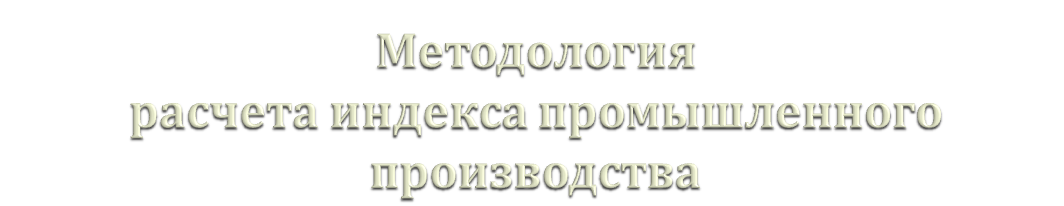 Методология
расчета индекса промышленного
производства